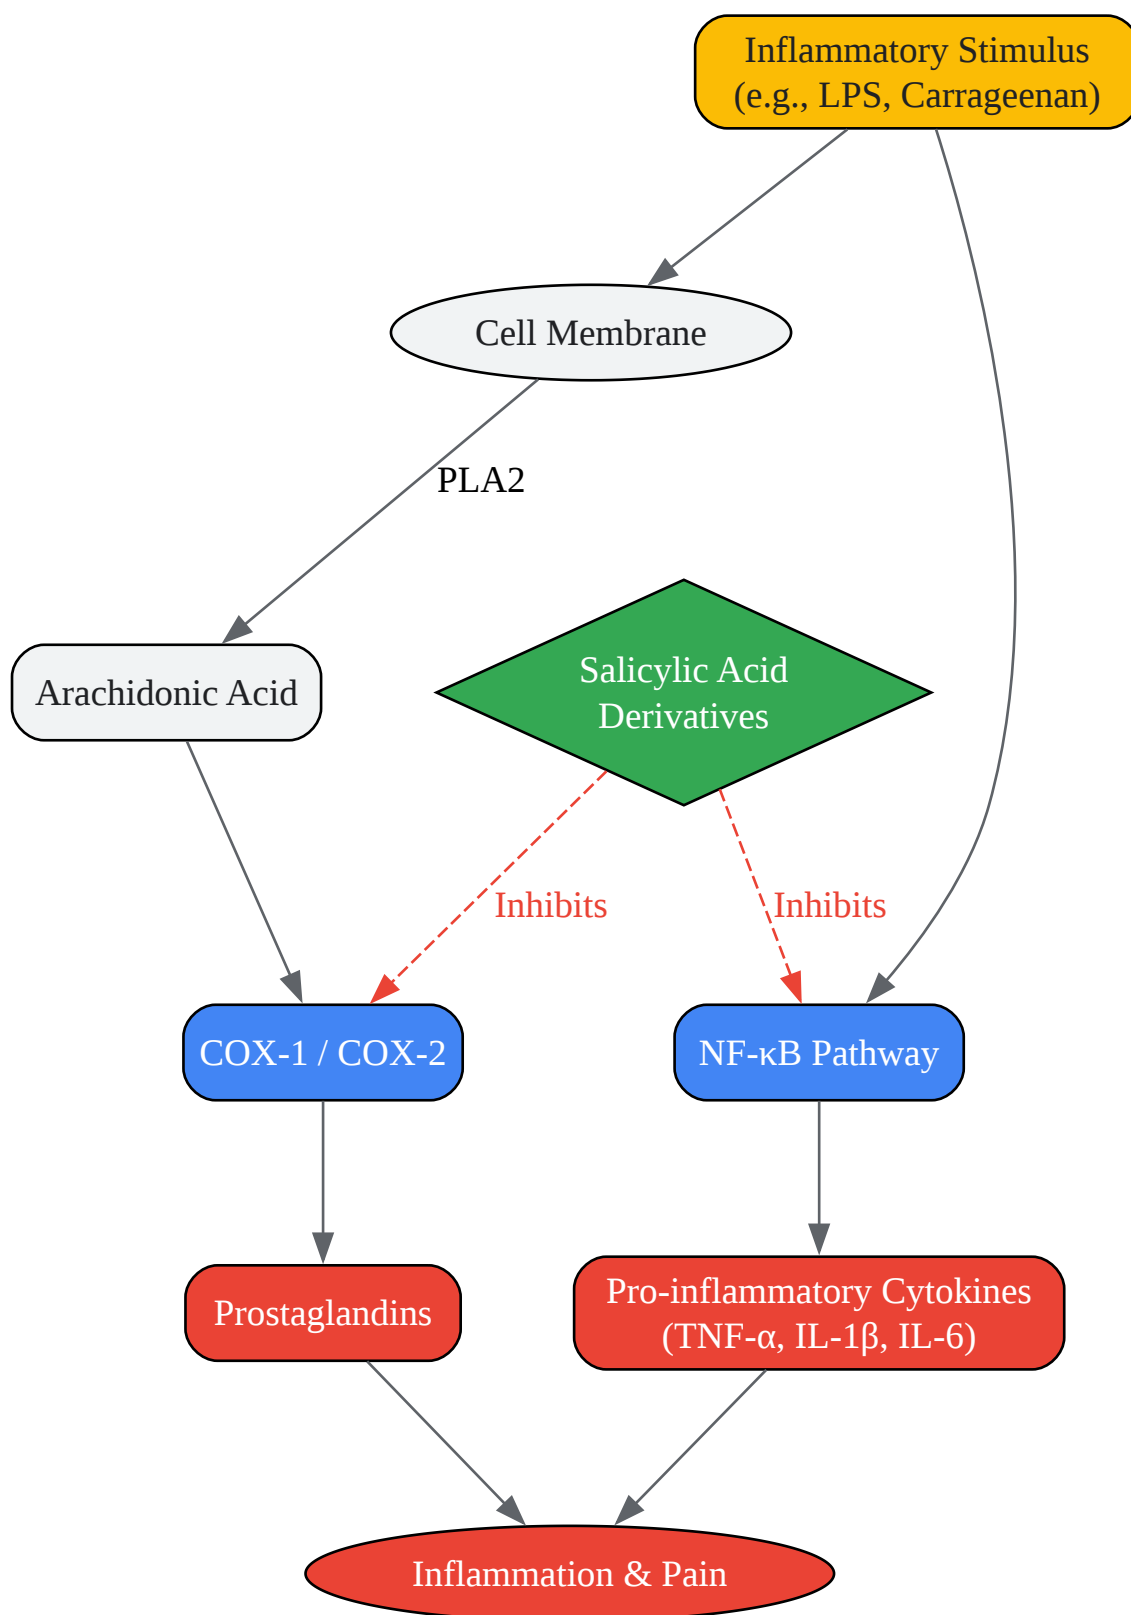 Inflammatory Stimulus
(e.g., LPS, Carrageenan)
Cell Membrane
PLA2
Arachidonic Acid
Salicylic Acid
Derivatives
Inhibits
Inhibits
COX-1 / COX-2
NF-κB Pathway
Prostaglandins
Pro-inflammatory Cytokines
(TNF-α, IL-1β, IL-6)
Inflammation & Pain